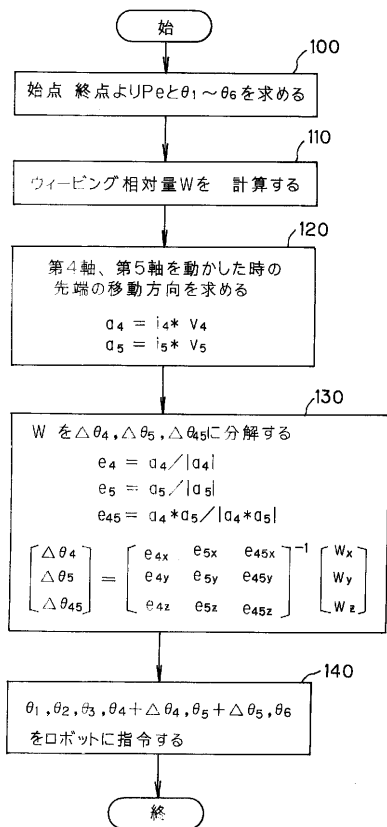 始
100
始点 終点よりPeとθ1～θ6を求める
110
ウィービング相対量Wを 計算する
120
第4軸、第5軸を動かした時の
先端の移動方向を求める
a4 = i4* v4
a5 = i5* v5
130
W を△θ4,△θ5,△θ45に分解する
e4 = a4/|a4|
e5 = a5/|a5|
e45 = a4*a5/|a4*a5|
[△θ4 △θ5 △θ45] = [e4x e5x e45x
e4y e5y e45y
e4z e5z e45z]-1 [Wx Wy Wz]
140
θ1,θ2,θ3,θ4+△θ4,θ5+△θ5,θ6
をロボットに指令する
終